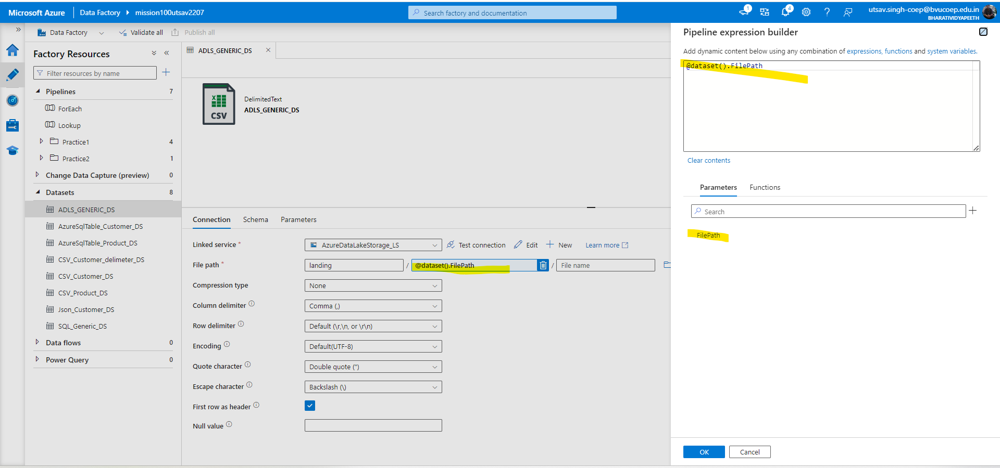 Microsoft Azure
Data Factory
mission100utsav2207
Search factory and documentation
1
4
utsav.singh-coep@bvucoep.edu.in
BHARATIVIDYAPEETH
Data Factory
Validate all
Publish all
Factory Resources
Filter resources by name
Pipelines 7
ForEach
Lookup
Practice1 4
Practice2 1
Change Data Capture (preview) 0
Datasets 8
ADLS_GENERIC_DS
AzureSqlTable_Customer_DS
AzureSqlTable_Product_DS
CSV_Customer_delimeter_DS
CSV_Customer_DS
CSV_Product_DS
Json_Customer_DS
SQL_Generic_DS
Data flows 0
Power Query 0
ADLS_GENERIC_DS
X
CSV
DelimitedText
ADLS_GENERIC_DS
Connection Schema Parameters
Linked service * AzureDataLakeStorage_LS Test connection Edit New Learn more
File path * landing / @dataset().FilePath / File name
Compression type None
Column delimiter Comma (,)
Row delimiter Default (\r,\n, or \r\n)
Encoding Default(UTF-8)
Quote character Double quote (")
Escape character Backslash (\)
First row as header
Null value
Pipeline expression builder
Add dynamic content below using any combination of expressions, functions and system variables.
@dataset().FilePath
Clear contents
Parameters Functions
Search
FilePath
OK Cancel